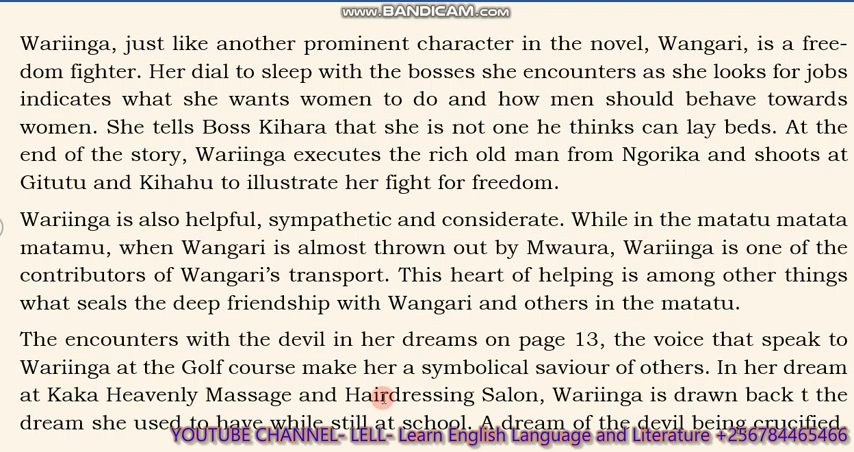 www.BANDICAM.com
Wariinga, just like another prominent character in the novel, Wangari, is a free-
dom fighter. Her dial to sleep with the bosses she encounters as she looks for jobs
indicates what she wants women to do and how men should behave towards
women. She tells Boss Kihara that she is not one he thinks can lay beds. At the
end of the story, Wariinga executes the rich old man from Ngorika and shoots at
Gitutu and Kihahu to illustrate her fight for freedom.
Wariinga is also helpful, sympathetic and considerate. While in the matatu matata
matamu, when Wangari is almost thrown out by Mwaura, Wariinga is one of the
contributors of Wangari's transport. This heart of helping is among other things
what seals the deep friendship with Wangari and others in the matatu.
The encounters with the devil in her dreams on page 13, the voice that speak to
Wariinga at the Golf course make her a symbolical saviour of others. In her dream
at Kaka Heavenly Massage and Hairdressing Salon, Wariinga is drawn back t the
dream she used to have while still at school. A dream of the devil being crucified.
YOUTUBE CHANNEL- LELL- Learn English Language and Literature +256784465466